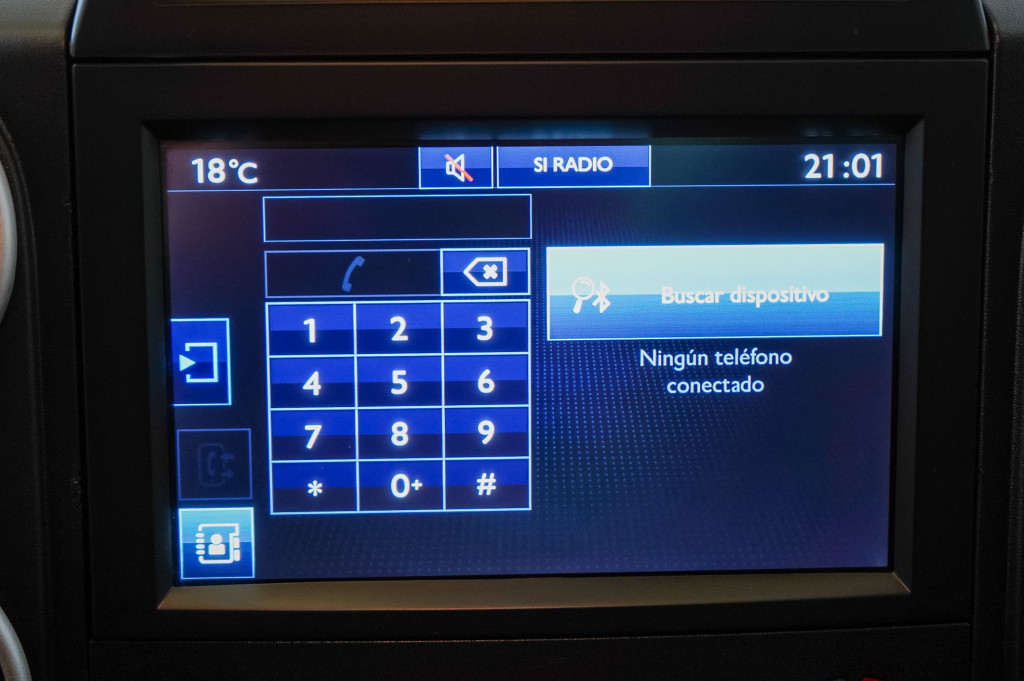 18°C
SI RADIO
21:01
1 2 3
4 5 6
7 8 9
* 0+ #
Buscar dispositivo
Ningún teléfono
conectado